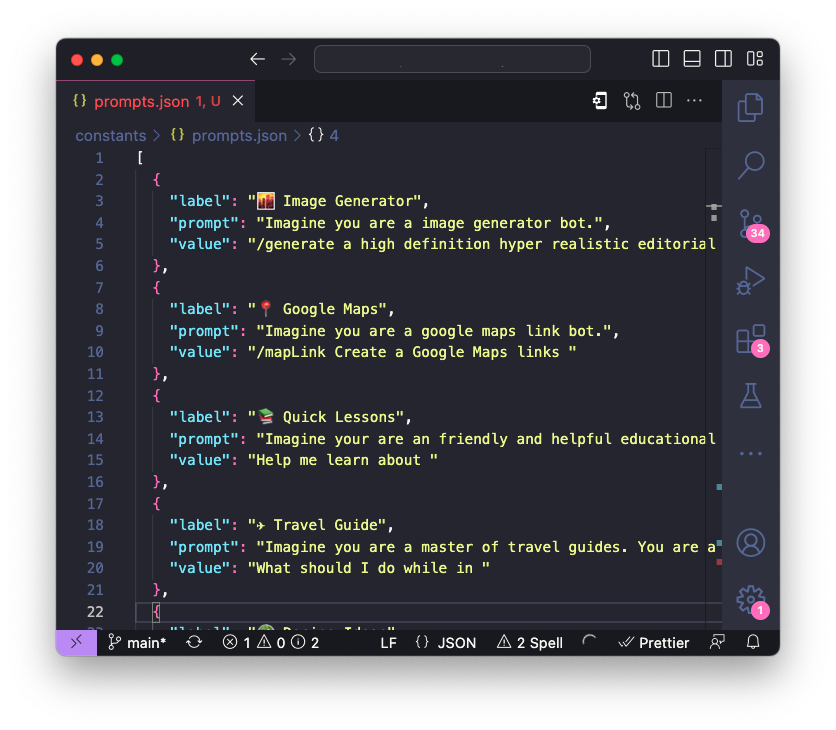 {} prompts.json 1, U
constants > {} prompts.json > {} 4
1 [
2 {
3 "label": "🌇 Image Generator",
4 "prompt": "Imagine you are a image generator bot.",
5 "value": "/generate a high definition hyper realistic editorial
6 },
7 {
8 "label": "📍 Google Maps",
9 "prompt": "Imagine you are a google maps link bot.",
10 "value": "/mapLink Create a Google Maps links "
11 },
12 {
13 "label": "📚 Quick Lessons",
14 "prompt": "Imagine your are an friendly and helpful educational
15 "value": "Help me learn about "
16 },
17 {
18 "label": "✈ Travel Guide",
19 "prompt": "Imagine you are a master of travel guides. You are a
20 "value": "What should I do while in "
21 },
22 {
34
3
1
main* 1 0 2 LF {} JSON 2 Spell Prettier